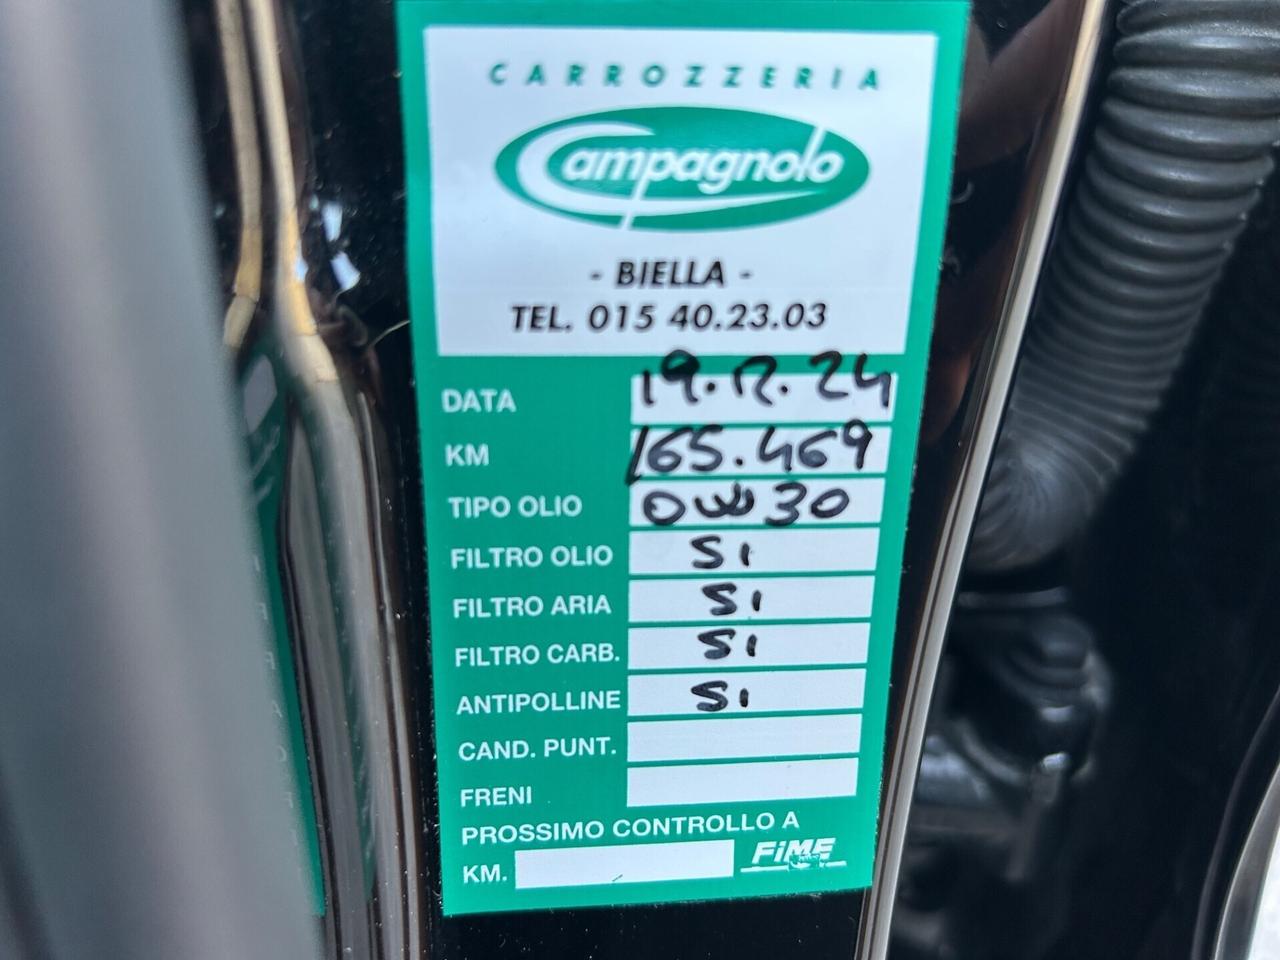 CARROZZERIA
Campagnolo
- BIELLA -
TEL. 015 40.23.03
DATA 19.12.24
KM 165.469
TIPO OLIO 0W30
FILTRO OLIO SI
FILTRO ARIA SI
FILTRO CARB. SI
ANTIPOLLINE SI
CAND. PUNT.
FRENI
PROSSIMO CONTROLLO A
KM. FiME